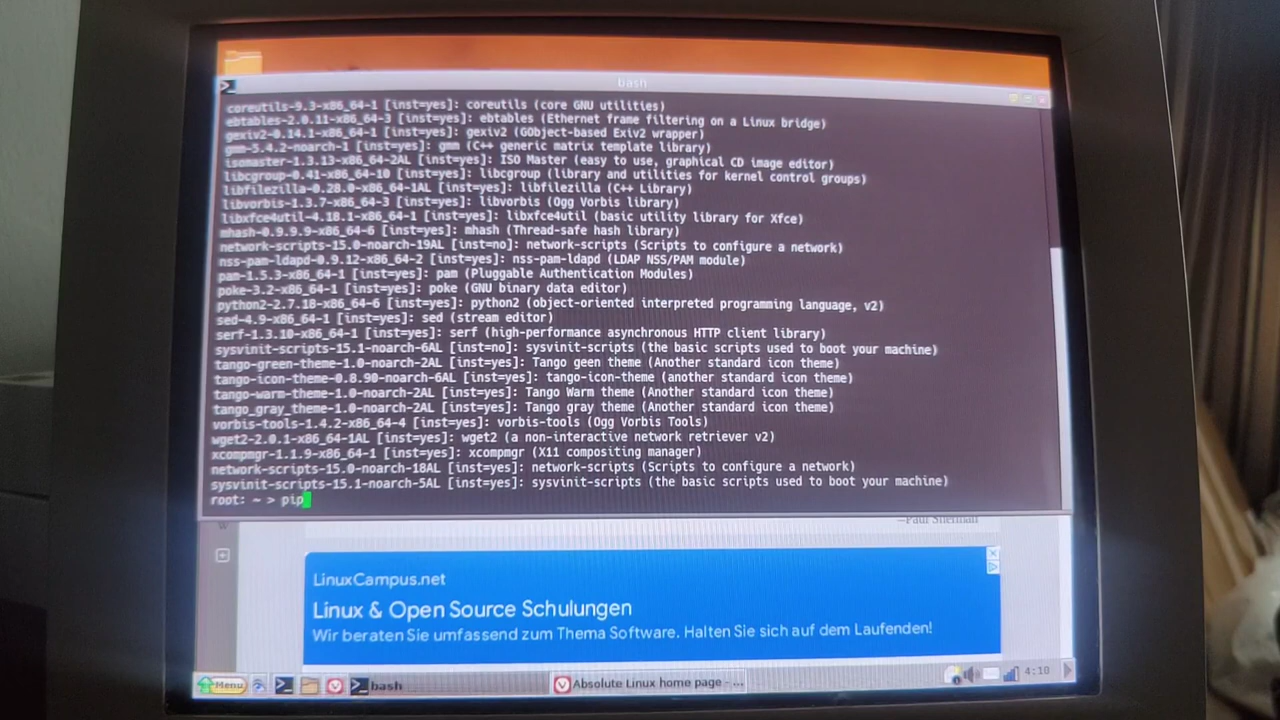 bash
coreutils-9.3-x86_64-1 [inst=yes]: coreutils (core GNU utilities)
ebtables-2.0.11-x86_64-3 [inst=yes]: ebtables (Ethernet frame filtering on a Linux bridge)
gexiv2-0.14.1-x86_64-1 [inst=yes]: gexiv2 (GObject-based Exiv2 wrapper)
gmm-5.4.2-noarch-1 [inst=yes]: gmm (C++ generic matrix template library)
isomaster-1.3.13-x86_64-2AL [inst=yes]: ISO Master (easy to use, graphical CD image editor)
libcgroup-0.41-x86_64-10 [inst=yes]: libcgroup (library and utilities for kernel control groups)
libfilezilla-0.28.0-x86_64-1AL [inst=yes]: libfilezilla (C++ Library)
libvorbis-1.3.7-x86_64-3 [inst=yes]: libvorbis (Ogg Vorbis library)
libxfce4util-4.18.1-x86_64-1 [inst=yes]: libxfce4util (basic utility library for Xfce)
mhash-0.9.9.9-x86_64-6 [inst=yes]: mhash (Thread-safe hash library)
network-scripts-15.0-noarch-19AL [inst=no]: network-scripts (Scripts to configure a network)
nss-pam-ldapd-0.9.12-x86_64-2 [inst=yes]: nss-pam-ldapd (LDAP NSS/PAM module)
pam-1.5.3-x86_64-1 [inst=yes]: pam (Pluggable Authentication Modules)
poke-3.2-x86_64-1 [inst=yes]: poke (GNU binary data editor)
python2-2.7.18-x86_64-6 [inst=yes]: python2 (object-oriented interpreted programming language, v2)
sed-4.9-x86_64-1 [inst=yes]: sed (stream editor)
serf-1.3.10-x86_64-1 [inst=yes]: serf (high-performance asynchronous HTTP client library)
sysvinit-scripts-15.1-noarch-6AL [inst=no]: sysvinit-scripts (the basic scripts used to boot your machine)
tango-green-theme-1.0-noarch-2AL [inst=yes]: Tango geen theme (Another standard icon theme)
tango-icon-theme-0.8.90-noarch-6AL [inst=yes]: tango-icon-theme (another standard icon theme)
tango-warm-theme-1.0-noarch-2AL [inst=yes]: Tango Warm theme (Another standard icon theme)
tango_gray_theme-1.0-noarch-2AL [inst=yes]: Tango gray theme (Another standard icon theme)
vorbis-tools-1.4.2-x86_64-4 [inst=yes]: vorbis-tools (Ogg Vorbis Tools)
wget2-2.0.1-x86_64-1AL [inst=yes]: wget2 (a non-interactive network retriever v2)
xcompmgr-1.1.9-x86_64-1 [inst=yes]: xcompmgr (X11 compositing manager)
network-scripts-15.0-noarch-18AL [inst=yes]: network-scripts (Scripts to configure a network)
sysvinit-scripts-15.1-noarch-5AL [inst=yes]: sysvinit-scripts (the basic scripts used to boot your machine)
root: ~ > pip
—Paul Sherman
LinuxCampus.net
Linux & Open Source Schulungen
Wir beraten Sie umfassend zum Thema Software. Halten Sie sich auf dem Laufenden!
Menu
bash
Absolute Linux home page - ...
4:18